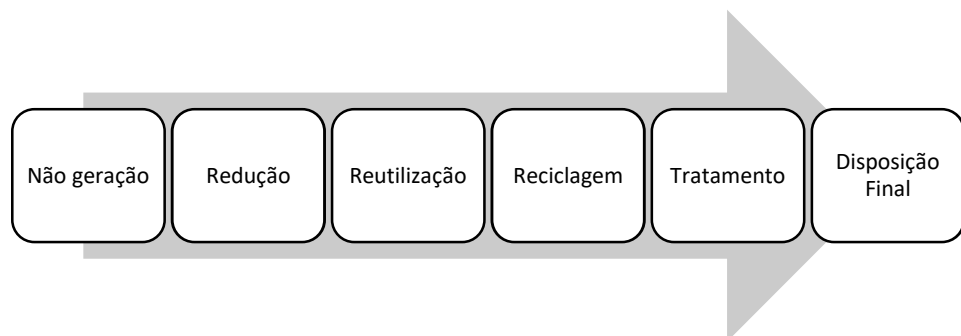 Não geração
Redução
Reutilização
Reciclagem
Tratamento
Disposição
Final